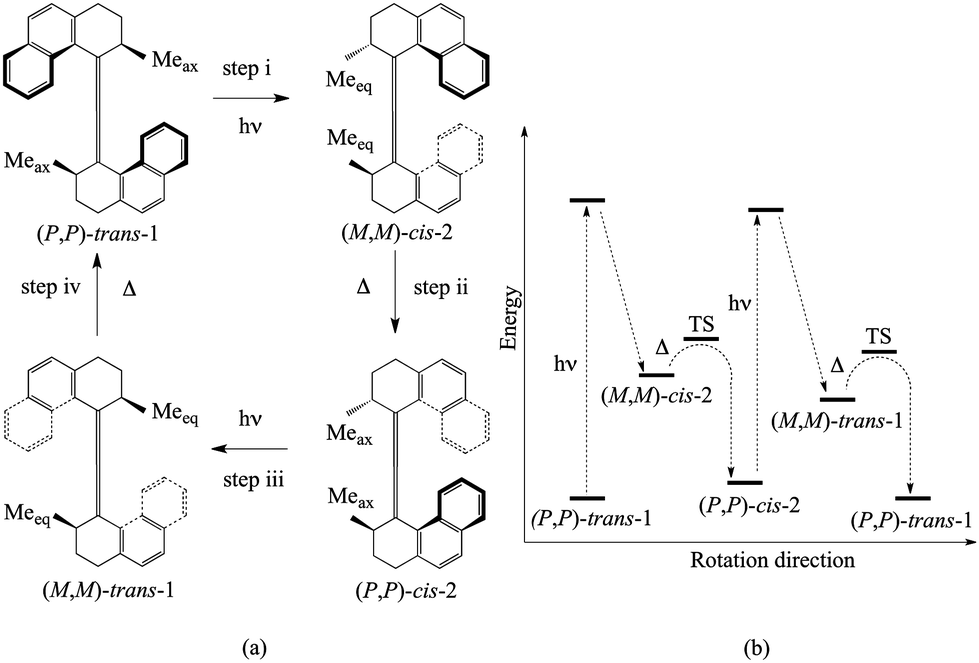 Me_ax
Me_ax
(P,P)-trans-1
step i
hν
Me_eq
Me_eq
(M,M)-cis-2
step iv
Δ
Δ
step ii
Me_eq
Me_eq
(M,M)-trans-1
hν
step iii
Me_ax
Me_ax
(P,P)-cis-2
(a)
Energy
hν
(P,P)-trans-1
Δ
TS
(M,M)-cis-2
hν
(P,P)-cis-2
Δ
TS
(M,M)-trans-1
(P,P)-trans-1
Rotation direction
(b)